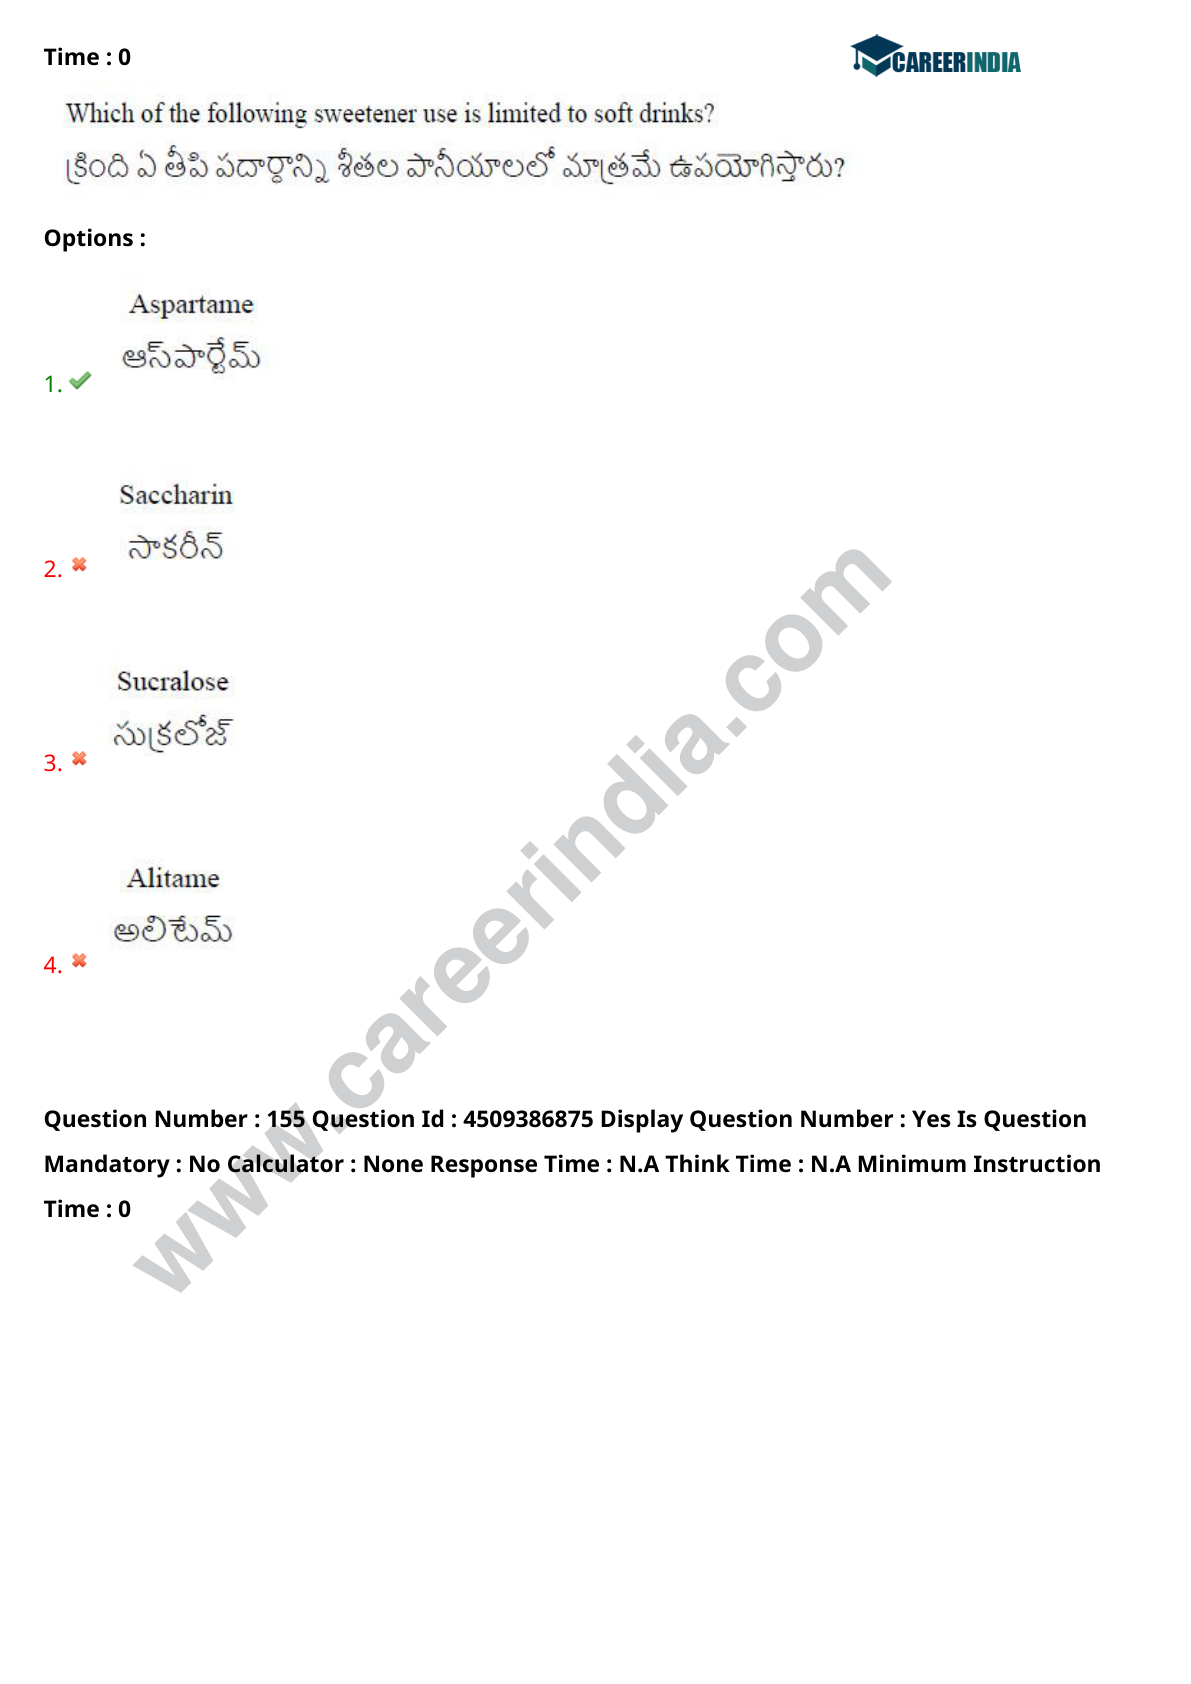 Time : 0
CAREERINDIA
Which of the following sweetener use is limited to soft drinks?
క్రింది ఏ తీపి పదార్థాన్ని శీతల పానీయాలలో మాత్రమే ఉపయోగిస్తారు?
Options :
Aspartame
ఆస్‌పార్టేమ్
1.
Saccharin
సాకరీన్
2.
Sucralose
సుక్రలోజ్
3.
Alitame
అలిటేమ్
4.
www.careerindia.com
Question Number : 155 Question Id : 4509386875 Display Question Number : Yes Is Question
Mandatory : No Calculator : None Response Time : N.A Think Time : N.A Minimum Instruction
Time : 0